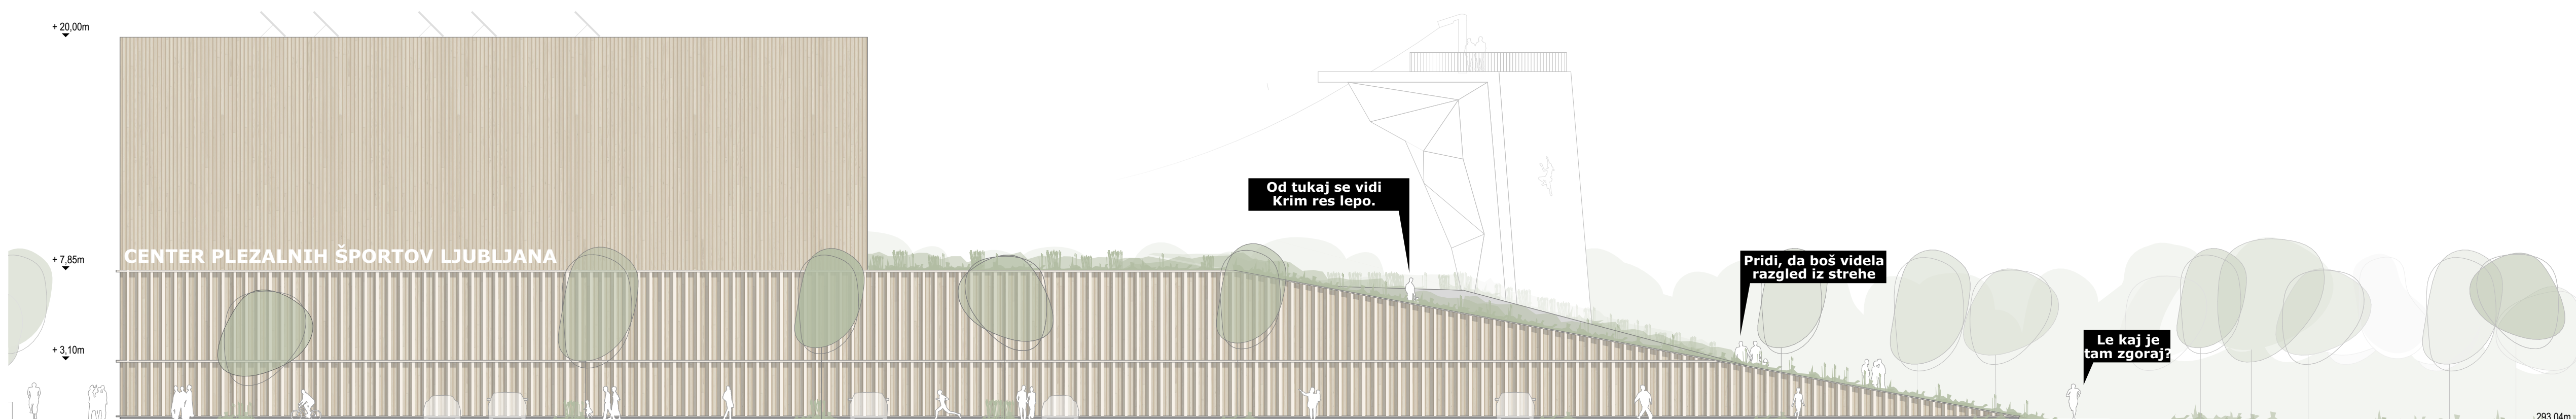 + 20,00m
Od tukaj se vidi
Krim res lepo.
CENTER PLEZALNIH ŠPORTOV LJUBLJANA
+ 7,85m
Pridi, da boš videla
razgled iz strehe
Le kaj je
tam zgoraj?
+ 3,10m
293,04m